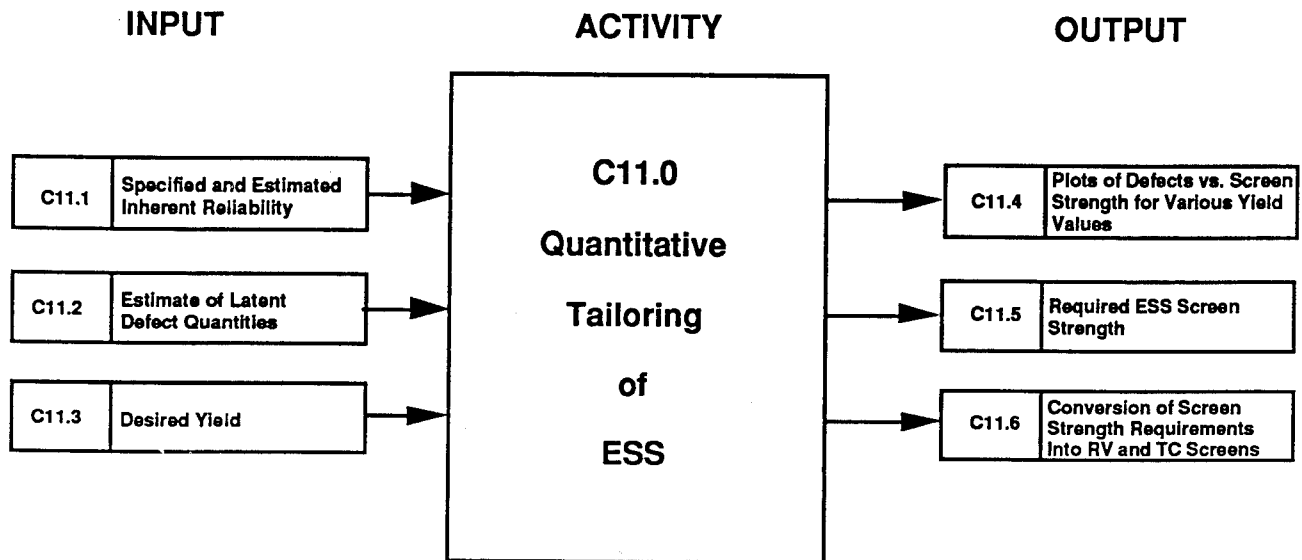 INPUT
ACTIVITY
OUTPUT
C11.1
Specified and Estimated
Inherent Reliability
C11.2
Estimate of Latent
Defect Quantities
C11.3
Desired Yield
C11.0
Quantitative
Tailoring
of
ESS
C11.4
Plots of Defects vs. Screen
Strength for Various Yield
Values
C11.5
Required ESS Screen
Strength
C11.6
Conversion of Screen
Strength Requirements
Into RV and TC Screens